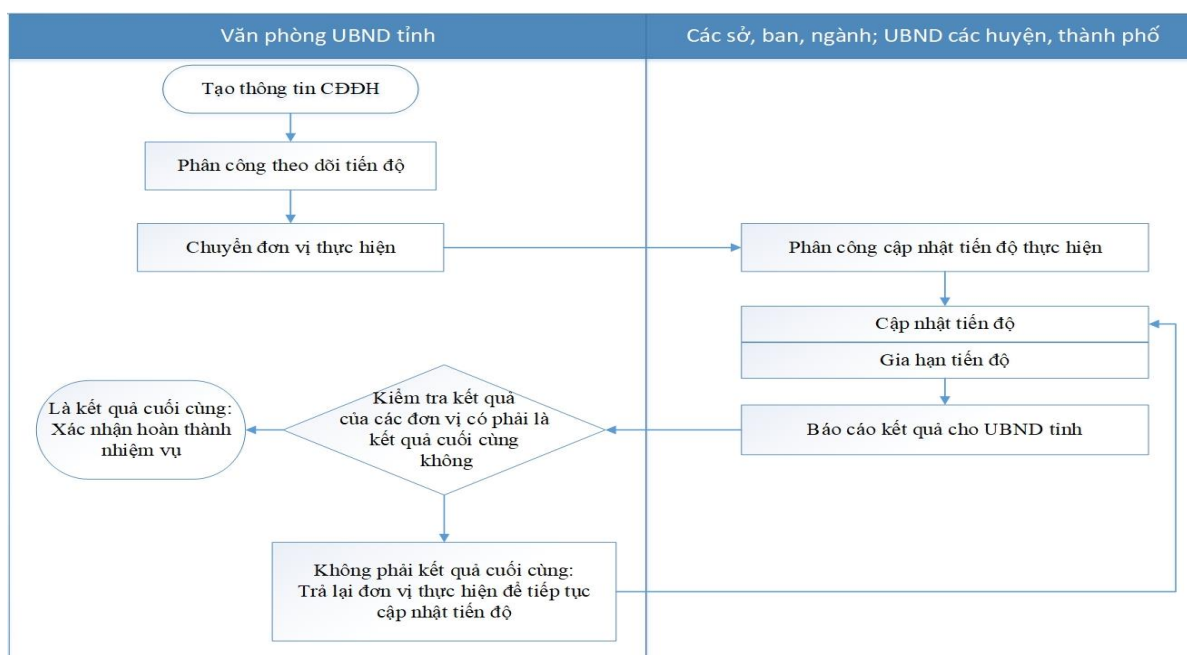 Văn phòng UBND tỉnh
Các sở, ban, ngành; UBND các huyện, thành phố
Tạo thông tin CĐĐH
Phân công theo dõi tiến độ
Chuyển đơn vị thực hiện
Phân công cập nhật tiến độ thực hiện
Cập nhật tiến độ
Gia hạn tiến độ
Báo cáo kết quả cho UBND tỉnh
Kiểm tra kết quả
của các đơn vị có phải là
kết quả cuối cùng
không
Là kết quả cuối cùng:
Xác nhận hoàn thành
nhiệm vụ
Không phải kết quả cuối cùng:
Trả lại đơn vị thực hiện để tiếp tục
cập nhật tiến độ